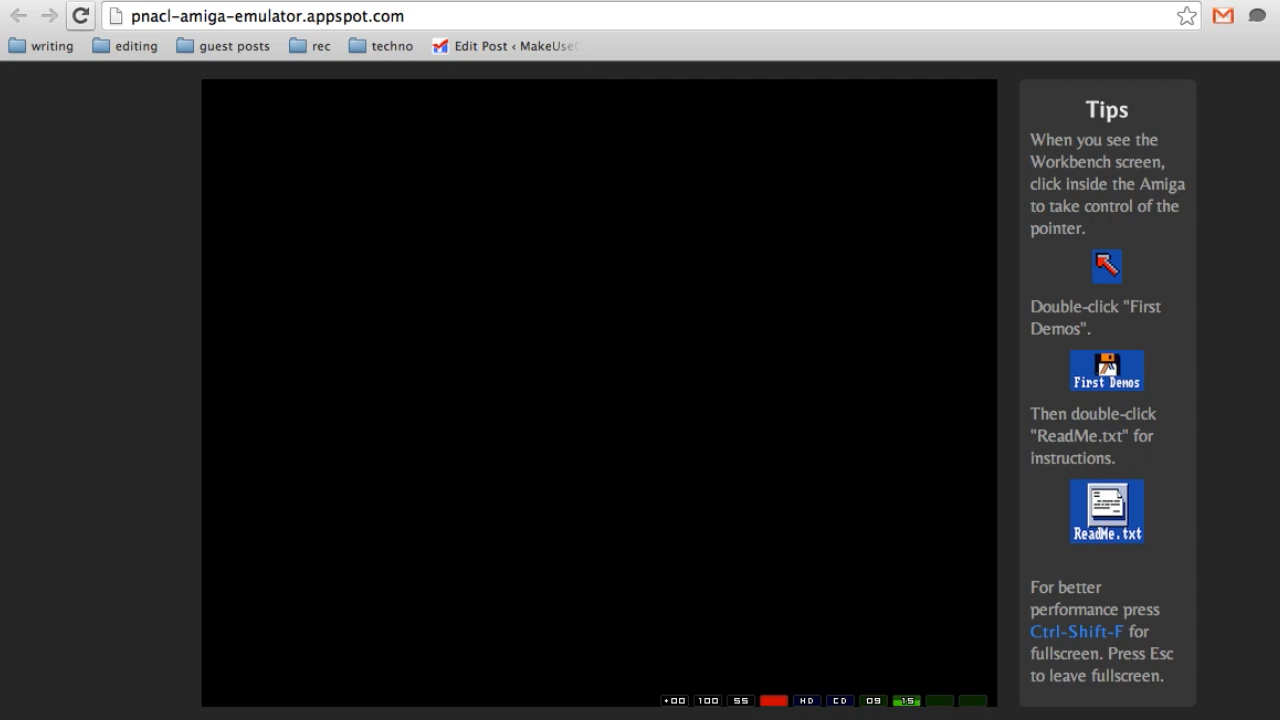 pnacl-amiga-emulator.appspot.com
writing editing guest posts rec techno Edit Post ‹ MakeUse
Tips
When you see the
Workbench screen,
click inside the Amiga
to take control of the
pointer.
Double-click "First
Demos".
First Demos
Then double-click
"ReadMe.txt" for
instructions.
ReadMe.txt
For better
performance press
Ctrl-Shift-F for
fullscreen. Press Esc
to leave fullscreen.
+00 100 55 HD CD 09 15